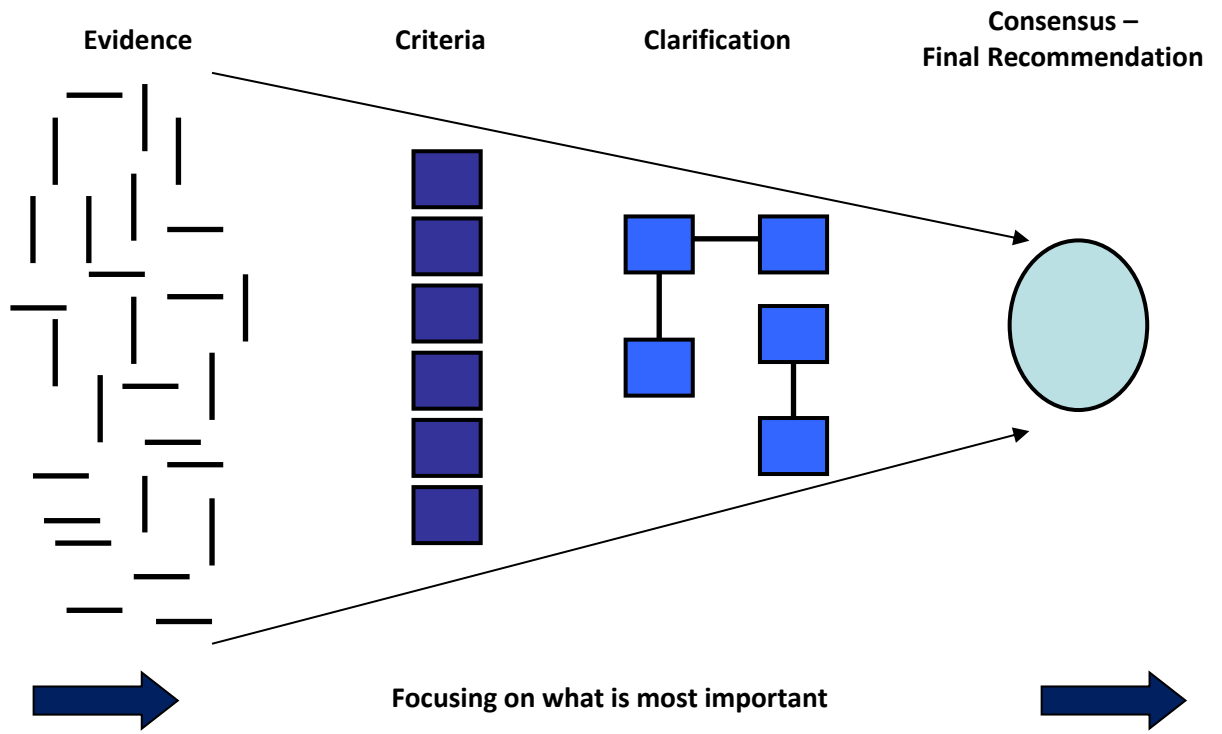 Evidence
Criteria
Clarification
Consensus –
Final Recommendation
Focusing on what is most important